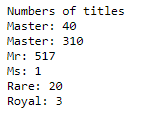 Numbers of titles
Master: 40
Master: 310
Mr: 517
Ms: 1
Rare: 20
Royal: 3